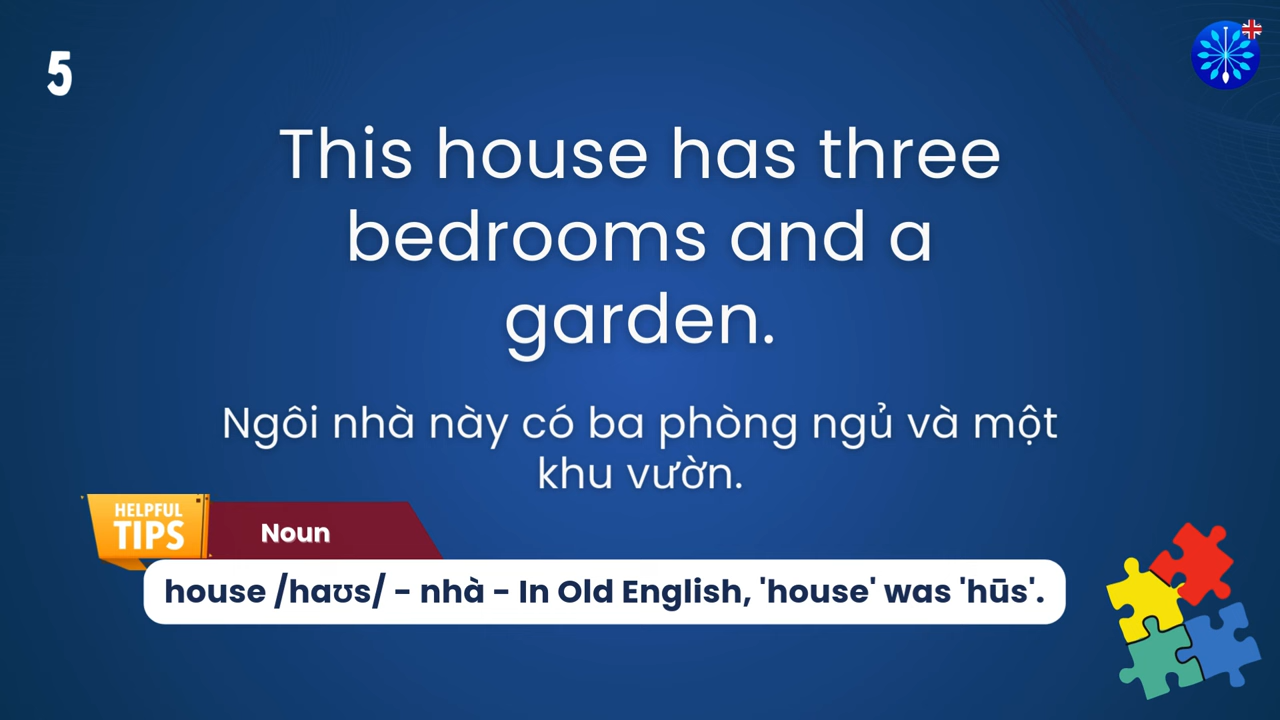 5
This house has three
bedrooms and a
garden.
Ngôi nhà này có ba phòng ngủ và một
khu vườn.
HELPFUL
TIPS
Noun
house /haʊs/ - nhà - In Old English, 'house' was 'hūs'.